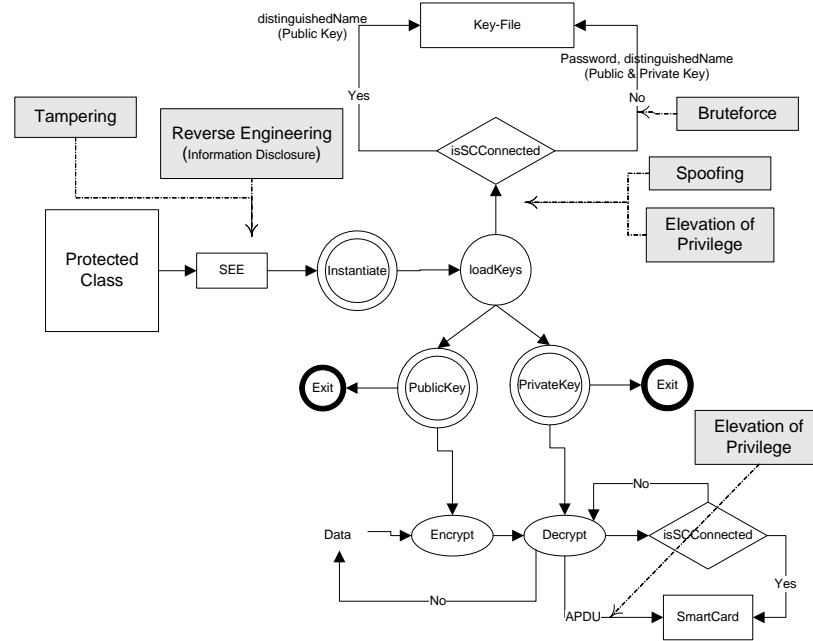 distinguishedName
(Public Key)
Key-File
Password, distinguishedName
(Public & Private Key)
Yes
No
Tampering
Reverse Engineering
(Information Disclosure)
Bruteforce
isSCConnected
Spoofing
Elevation of
Privilege
Protected
Class
SEE
Instantiate
loadKeys
Exit
PublicKey
PrivateKey
Exit
Elevation of
Privilege
No
Data
Encrypt
Decrypt
isSCConnected
Yes
No
APDU
SmartCard